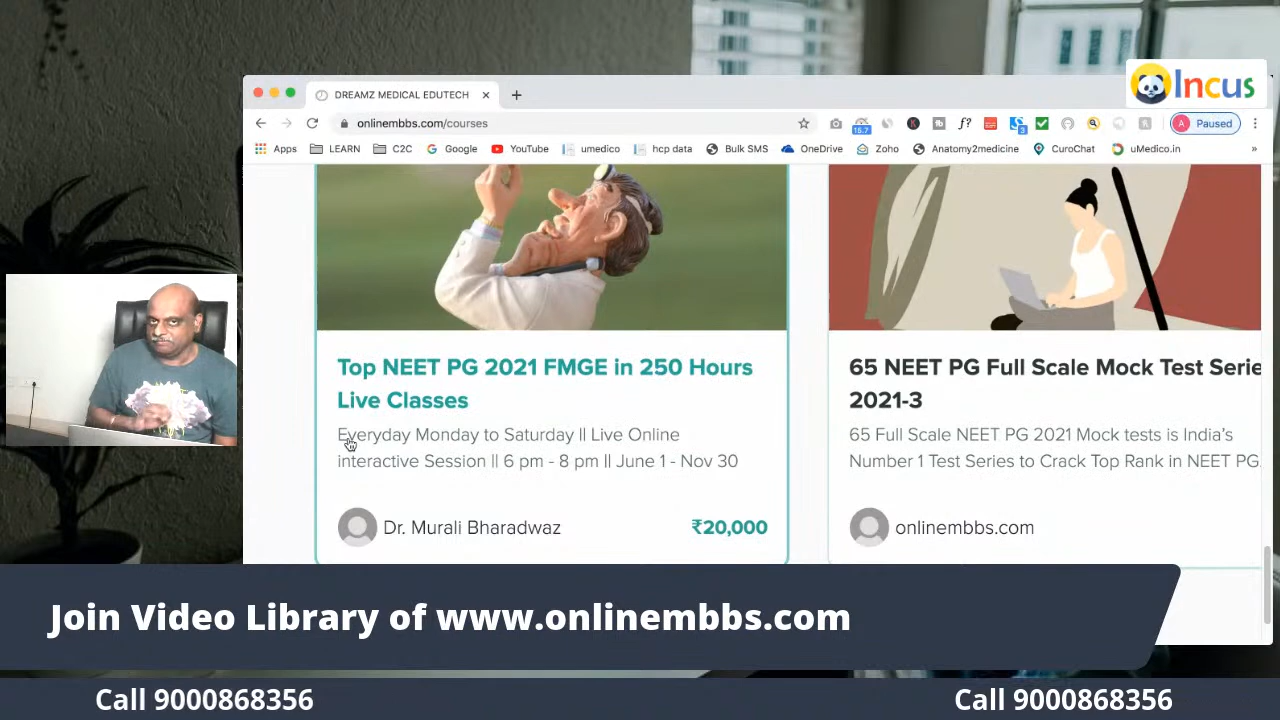 Incus
DREAMZ MEDICAL EDUTECH
onlinembbs.com/courses
16.7
f?
3
A Paused
Apps LEARN C2C Google YouTube umedico hcp data Bulk SMS OneDrive Zoho Anatomy2medicine CuroChat uMedico.in »
Top NEET PG 2021 FMGE in 250 Hours
Live Classes
Everyday Monday to Saturday || Live Online
interactive Session || 6 pm - 8 pm || June 1 - Nov 30
Dr. Murali Bharadwaz ₹20,000
65 NEET PG Full Scale Mock Test Serie
2021-3
65 Full Scale NEET PG 2021 Mock tests is India's
Number 1 Test Series to Crack Top Rank in NEET PG
onlinembbs.com
Join Video Library of www.onlinembbs.com
Call 9000868356
Call 9000868356